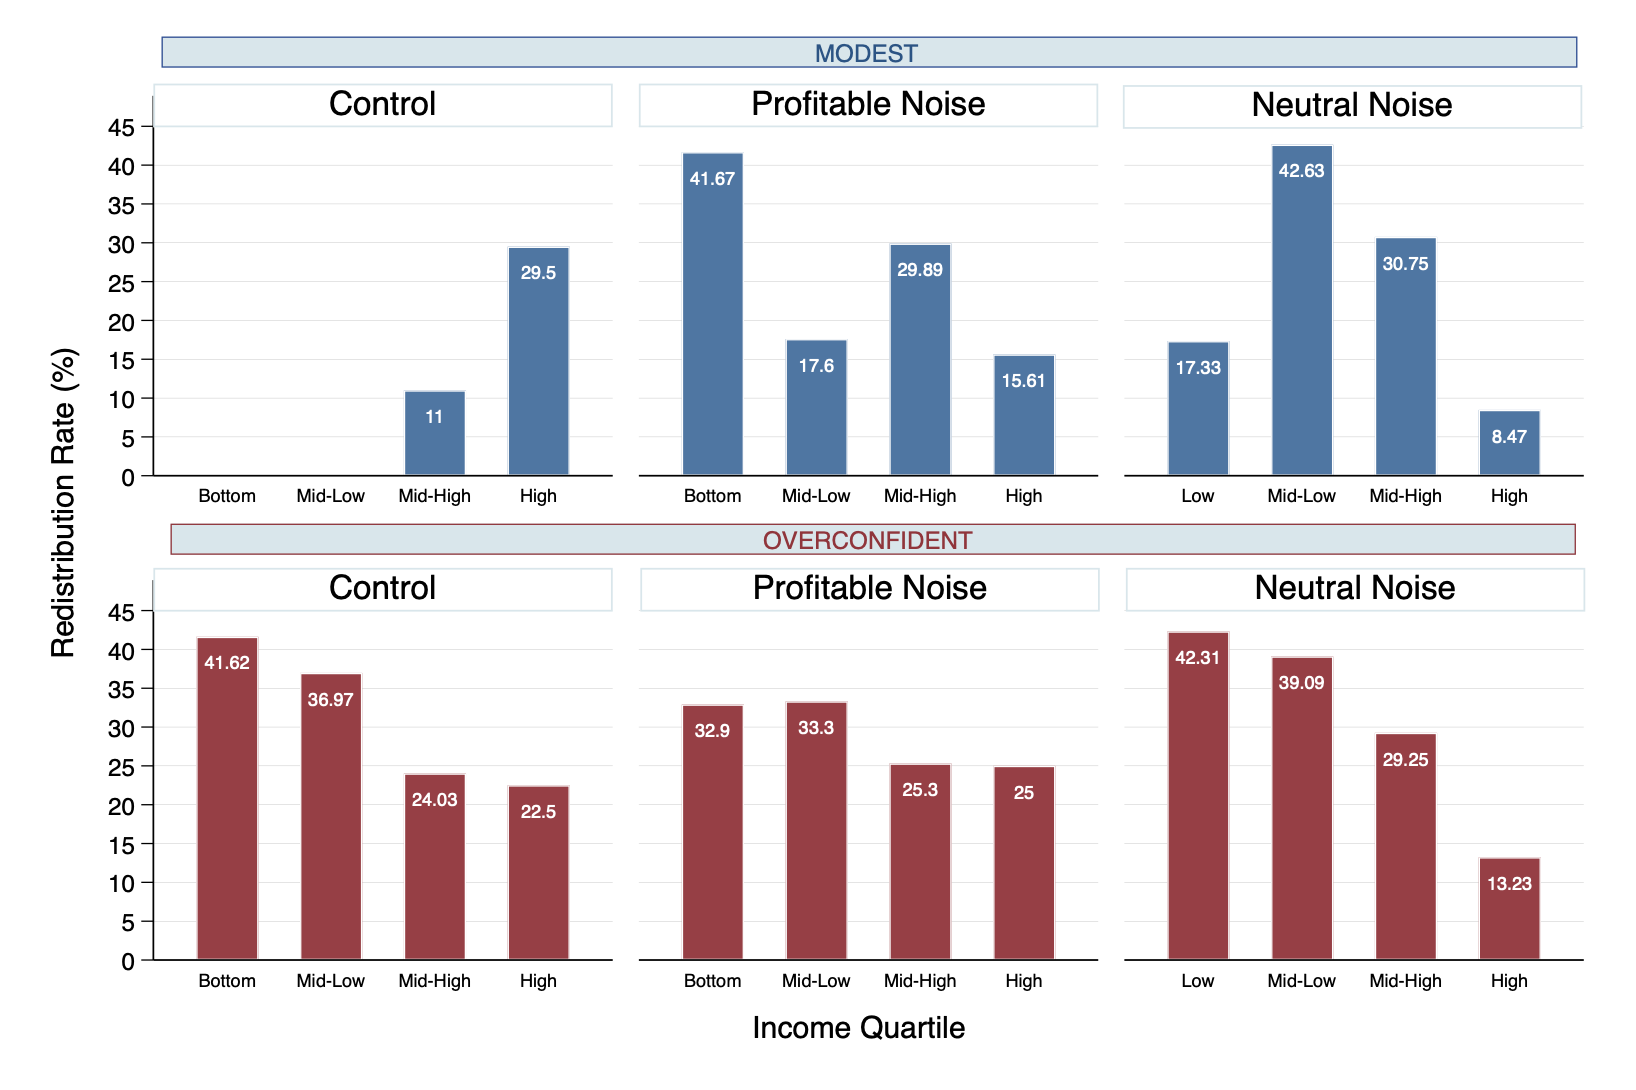 MODEST
Control
Profitable Noise
Neutral Noise
Redistribution Rate (%)
45
40
35
30
25
20
15
10
5
0
11
29.5
41.67
17.6
29.89
15.61
17.33
42.63
30.75
8.47
Bottom Mid-Low Mid-High High
Bottom Mid-Low Mid-High High
Low Mid-Low Mid-High High
OVERCONFIDENT
Control
Profitable Noise
Neutral Noise
45
40
35
30
25
20
15
10
5
0
41.62
36.97
24.03
22.5
32.9
33.3
25.3
25
42.31
39.09
29.25
13.23
Bottom Mid-Low Mid-High High
Bottom Mid-Low Mid-High High
Low Mid-Low Mid-High High
Income Quartile